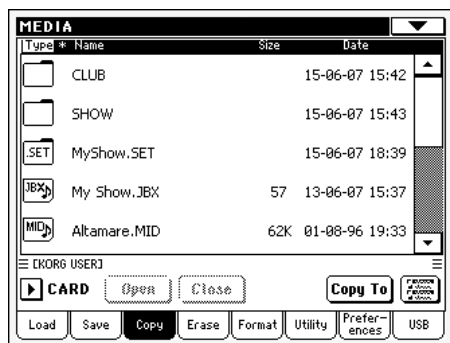 MEDIA
Type * Name Size Date
CLUB 15-06-07 15:42
SHOW 15-06-07 15:43
.SET MyShow.SET 15-06-07 18:39
JBX My Show.JBX 57 13-06-07 15:37
MID Altamare.MID 62K 01-08-96 19:33
[KORG USER]
CARD Open Close Copy To
Load Save Copy Erase Format Utility Prefer-ences USB